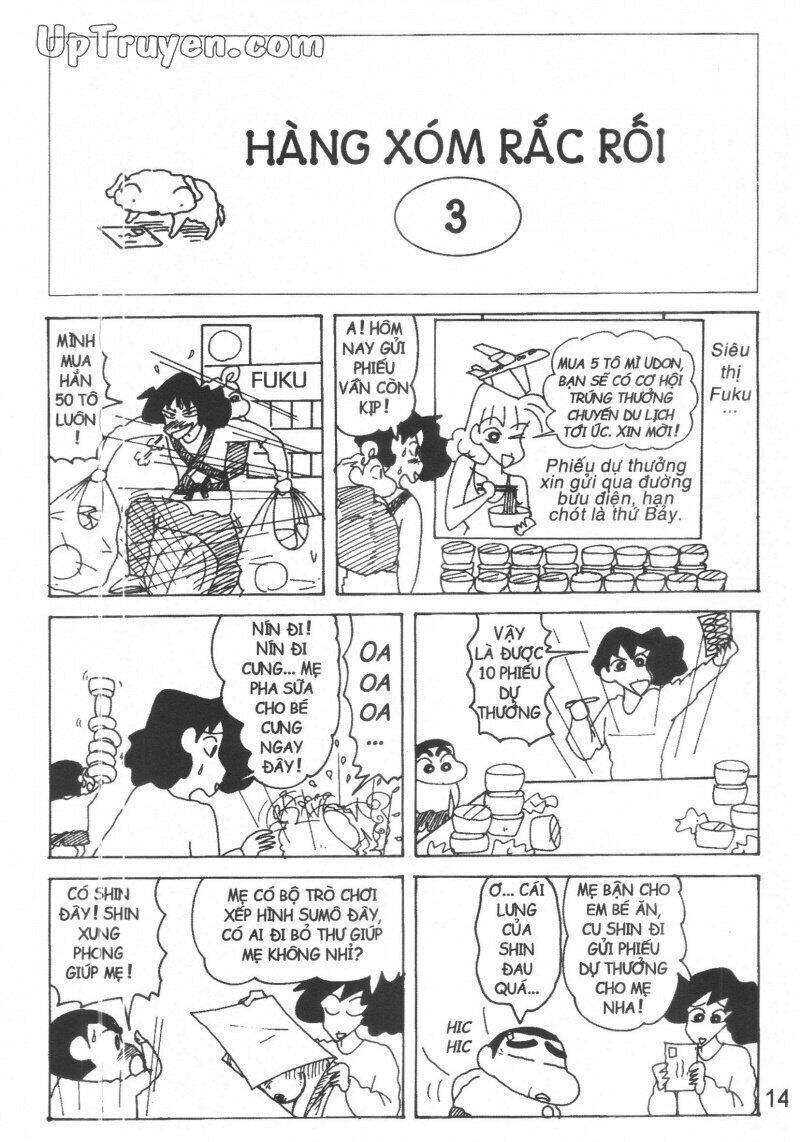 UpTruyen.com
HÀNG XÓM RẮC RỐI
3
Siêu
thị
Fuku
...
MUA 5 TÔ MÌ UDON,
BẠN SẼ CÓ CƠ HỘI
TRÚNG THƯỞNG
CHUYẾN DU LỊCH
TỚI ÚC. XIN MỜI!
Phiếu dự thưởng
xin gửi qua đường
bưu điện, hạn
chót là thứ Bảy.
A! HÔM
NAY GỬI
PHIẾU
VẪN CÒN
KỊP!
FUKU
MÌNH
MUA
HẲN
50 TÔ
LUÔN
!
VẬY
LÀ ĐƯỢC
10 PHIẾU
DỰ
THƯỞNG
OA
OA
OA
...
NÍN ĐI!
NÍN ĐI
CƯNG... MẸ
PHA SỮA
CHO BÉ
CƯNG
NGAY
ĐÂY!
MẸ BẬN CHO
EM BÉ ĂN,
CU SHIN ĐI
GỬI PHIẾU
DỰ THƯỞNG
CHO MẸ
NHA!
Ơ... CÁI
LƯNG
CỦA
SHIN
ĐAU
QUÁ...
HIC
HIC
MẸ CÓ BỘ TRÒ CHƠI
XẾP HÌNH SUMÔ ĐÂY,
CÓ AI ĐI BỎ THƯ GIÚP
MẸ KHÔNG NHỈ?
CÓ SHIN
ĐÂY! SHIN
XUNG
PHONG
GIÚP MẸ!
14